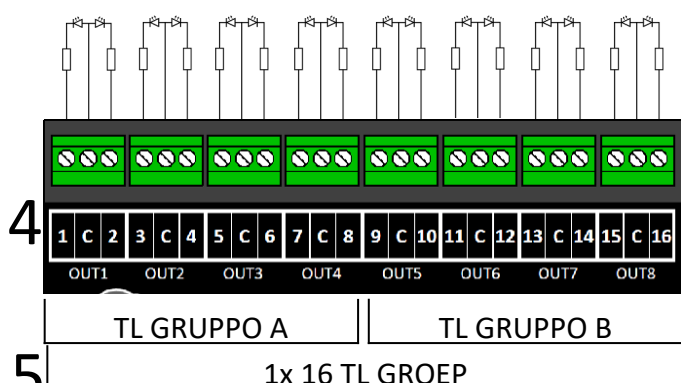 4
1 C 2 3 C 4 5 C 6 7 C 8 9 C 10 11 C 12 13 C 14 15 C 16
OUT1 OUT2 OUT3 OUT4 OUT5 OUT6 OUT7 OUT8
TL GRUPPO A TL GRUPPO B
5
1x 16 TL GROEP